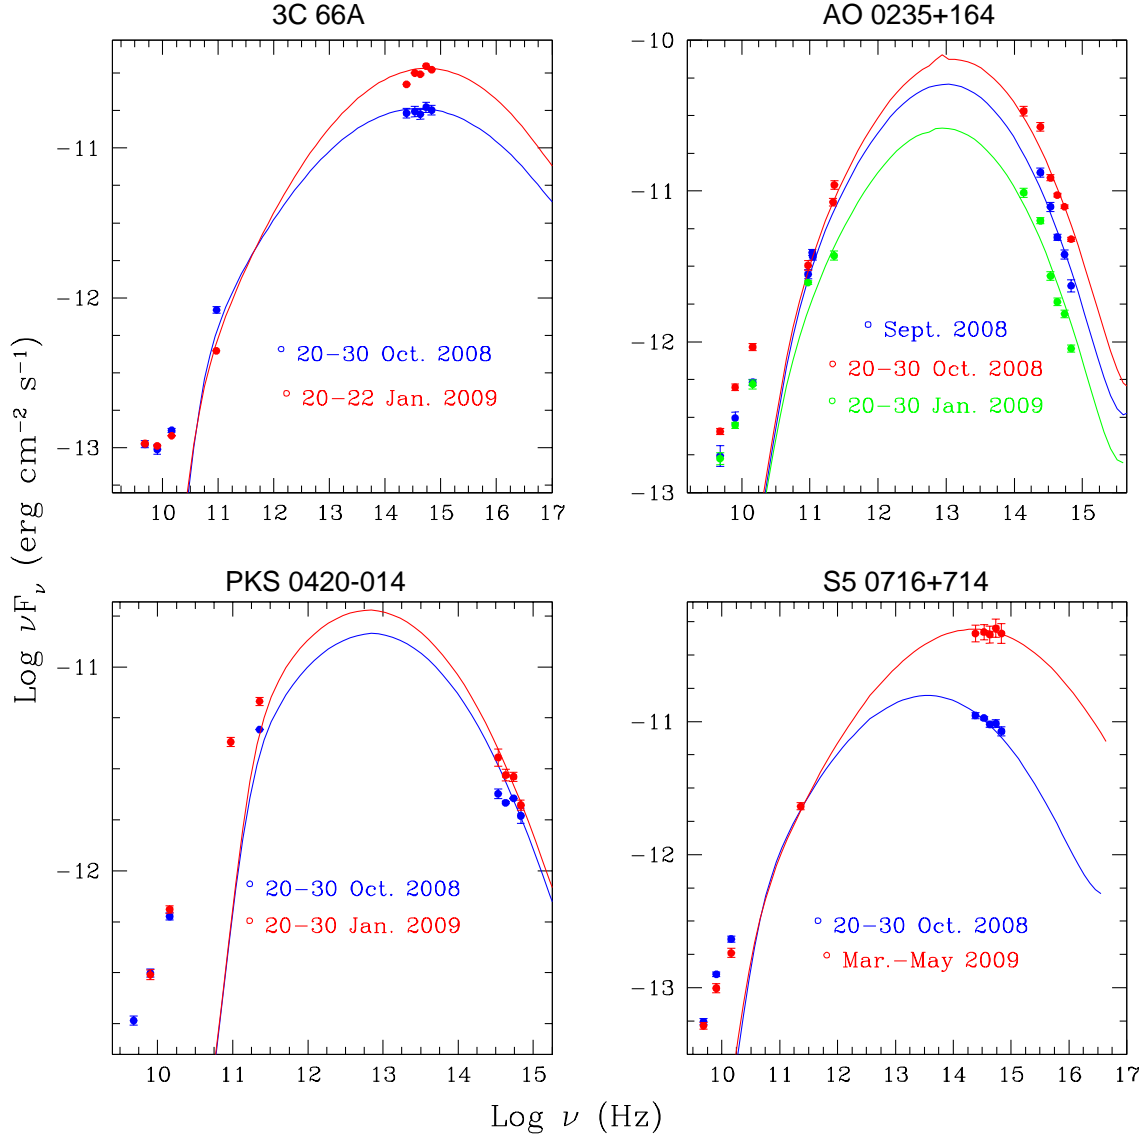 3C 66A
AO 0235+164
−11
−12
−13
20−30 Oct. 2008
20−22 Jan. 2009
10 11 12 13 14 15 16 17
−10
−11
−12
−13
Sept. 2008
20−30 Oct. 2008
20−30 Jan. 2009
10 11 12 13 14 15
Log νFν (erg cm−2 s−1)
PKS 0420-014
S5 0716+714
−11
−12
20−30 Oct. 2008
20−30 Jan. 2009
10 11 12 13 14 15
−11
−12
−13
20−30 Oct. 2008
Mar.−May 2009
10 11 12 13 14 15 16 17
Log ν (Hz)